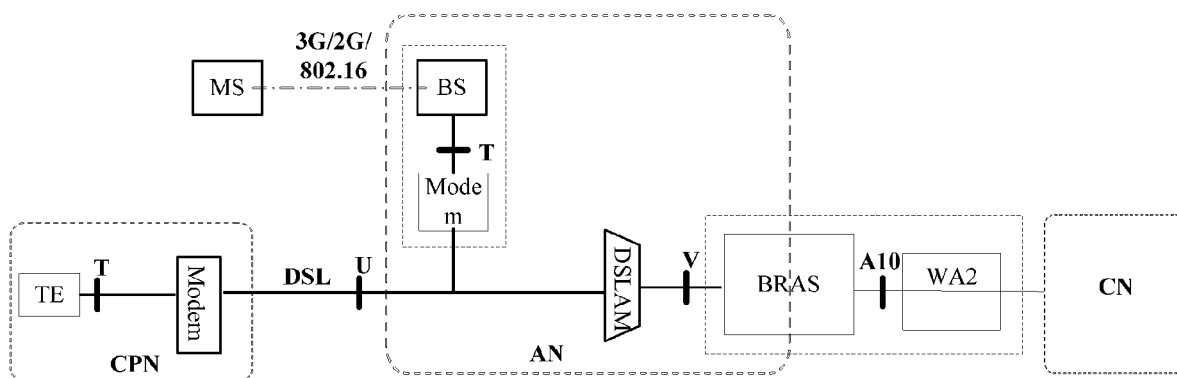 3G/2G/
802.16
MS
BS
T
Mode
m
TE
T
Modem
DSL
U
DSLAM
V
BRAS
A10
WA2
CN
CPN
AN